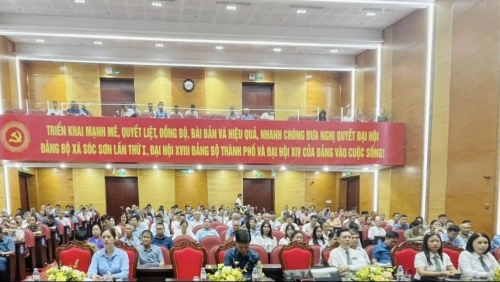 TRIỂN KHAI MẠNH MẼ, QUYẾT LIỆT, ĐỒNG BỘ, BÀI BẢN VÀ HIỆU QUẢ, NHANH CHÓNG ĐƯA NGHỊ QUYẾT ĐẠI HỘI
ĐẢNG BỘ XÃ SÓC SƠN LẦN THỨ I, ĐẠI HỘI XVIII ĐẢNG BỘ THÀNH PHỐ VÀ ĐẠI HỘI XIV CỦA ĐẢNG VÀO CUỘC SỐNG!